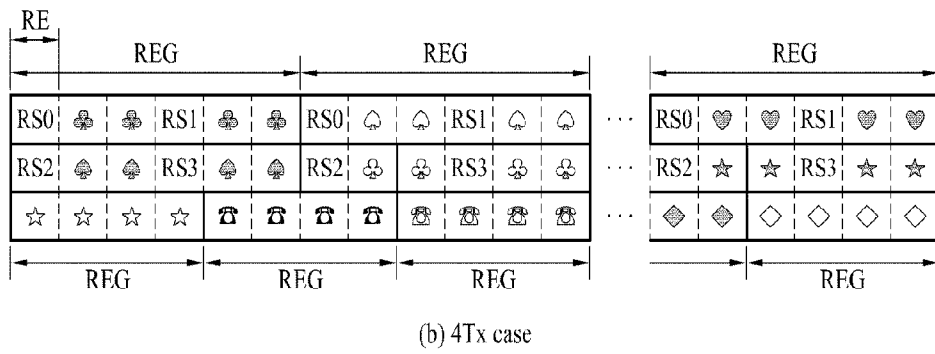 RE
REG REG REG
RS0 RS1 RS0 RS1 ... RS0 RS1
RS2 RS3 RS2 RS3 RS2 RS3
...
REG REG REG REG
(b) 4Tx case